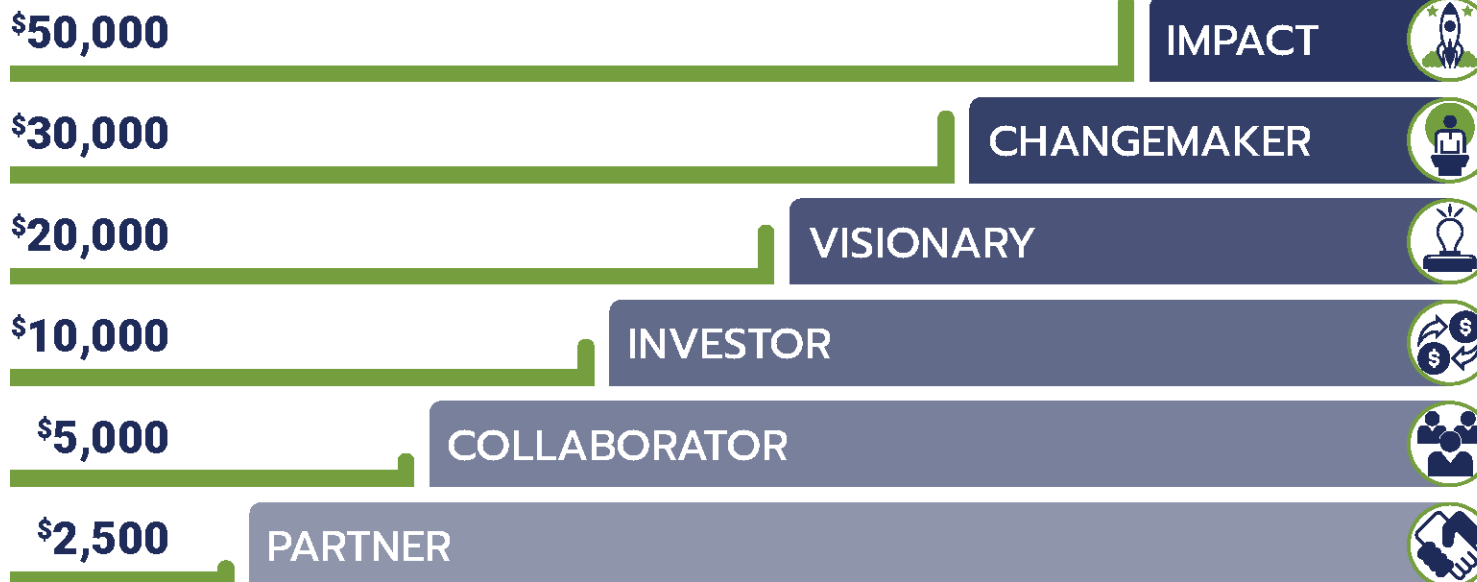 $50,000
IMPACT
$30,000
CHANGEMAKER
$20,000
VISIONARY
$10,000
INVESTOR
$ $
$5,000
COLLABORATOR
$2,500
PARTNER